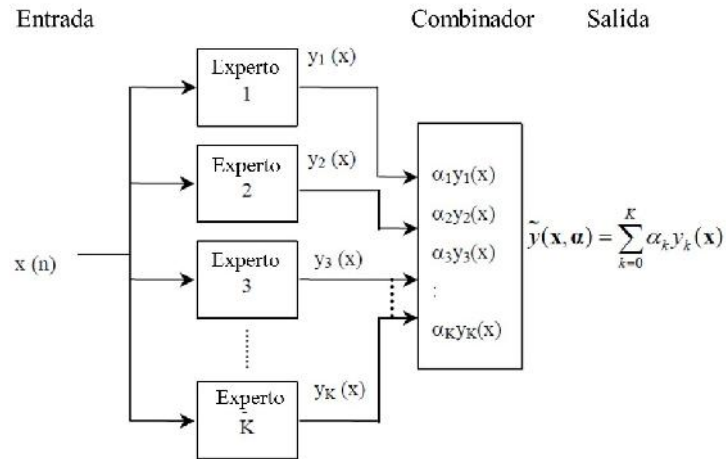 Entrada
Combinador
Salida
Experto
1
y1 (x)
Experto
2
y2 (x)
x (n)
Experto
3
y3 (x)
Experto
K
yK (x)
α1y1(x)
α2y2(x)
α3y3(x)
:
αKyK(x)
ỹ(x,α) = ∑_{k=0}^{K} αk yk(x)